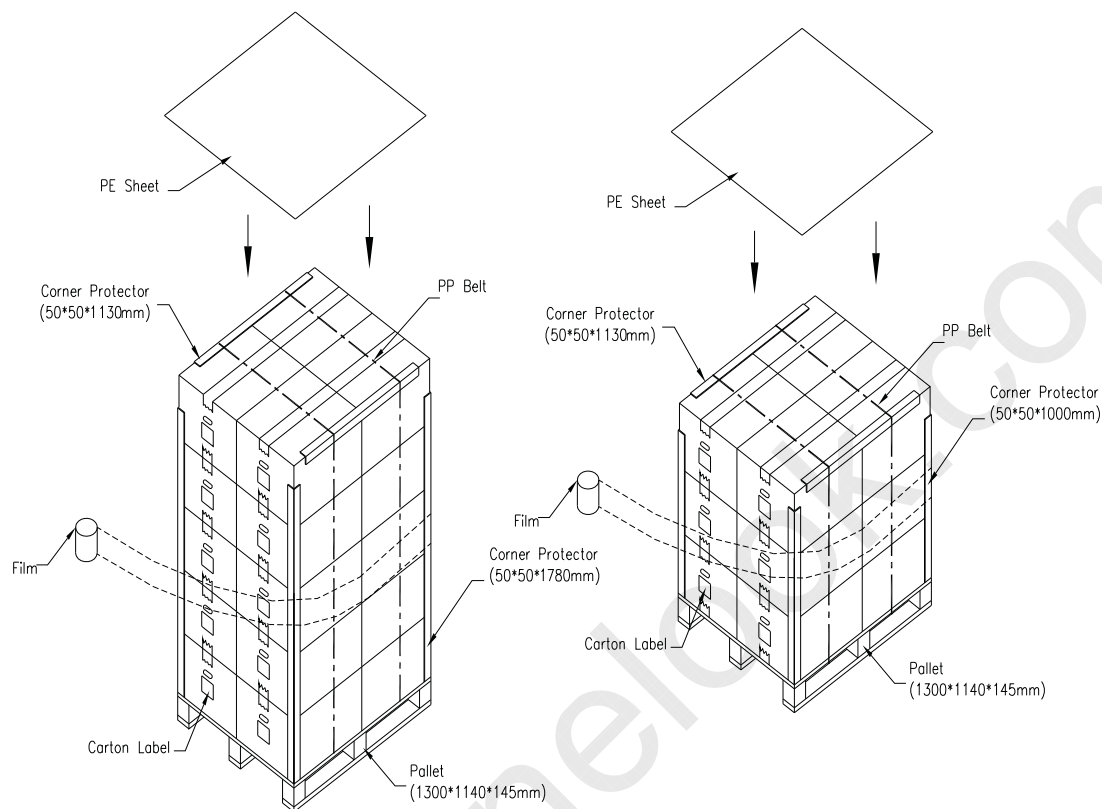 PE Sheet
Corner Protector
(50*50*1130mm)
PP Belt
Film
Corner Protector
(50*50*1780mm)
Carton Label
Pallet
(1300*1140*145mm)
PE Sheet
Corner Protector
(50*50*1130mm)
PP Belt
Corner Protector
(50*50*1000mm)
Film
Carton Label
Pallet
(1300*1140*145mm)
nelook.com